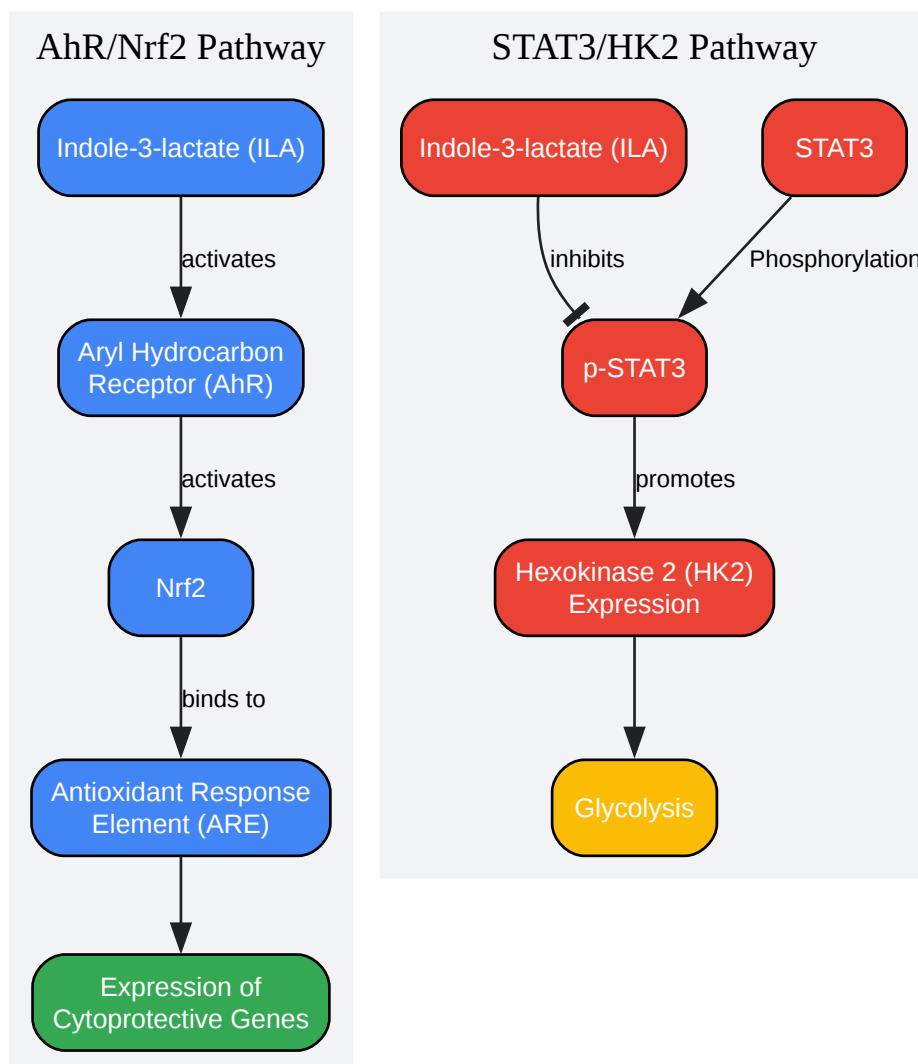 AhR/Nrf2 Pathway
Indole-3-lactate (ILA)
activates
Aryl Hydrocarbon
Receptor (AhR)
activates
Nrf2
binds to
Antioxidant Response
Element (ARE)
Expression of
Cytoprotective Genes
STAT3/HK2 Pathway
Indole-3-lactate (ILA)
STAT3
inhibits
Phosphorylation
p-STAT3
promotes
Hexokinase 2 (HK2)
Expression
Glycolysis